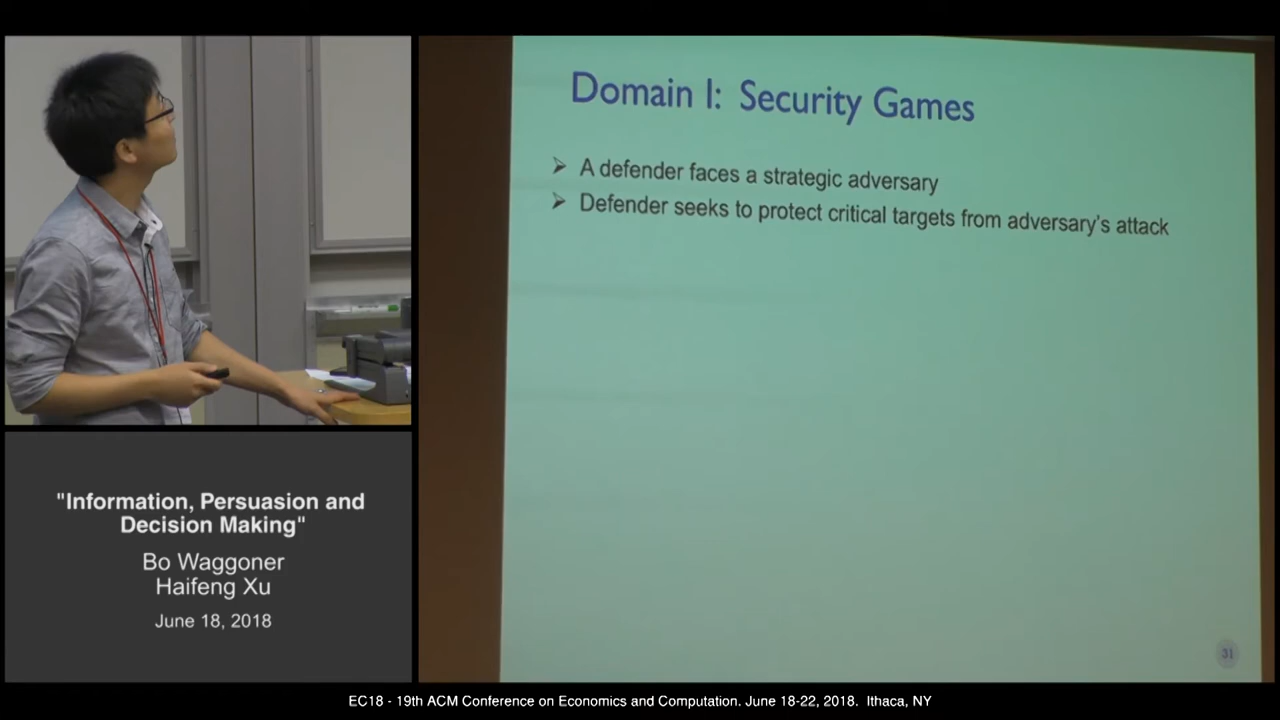 Domain I: Security Games
➢ A defender faces a strategic adversary
➢ Defender seeks to protect critical targets from adversary's attack
31
"Information, Persuasion and
Decision Making"
Bo Waggoner
Haifeng Xu
June 18, 2018
EC18 - 19th ACM Conference on Economics and Computation. June 18-22, 2018. Ithaca, NY